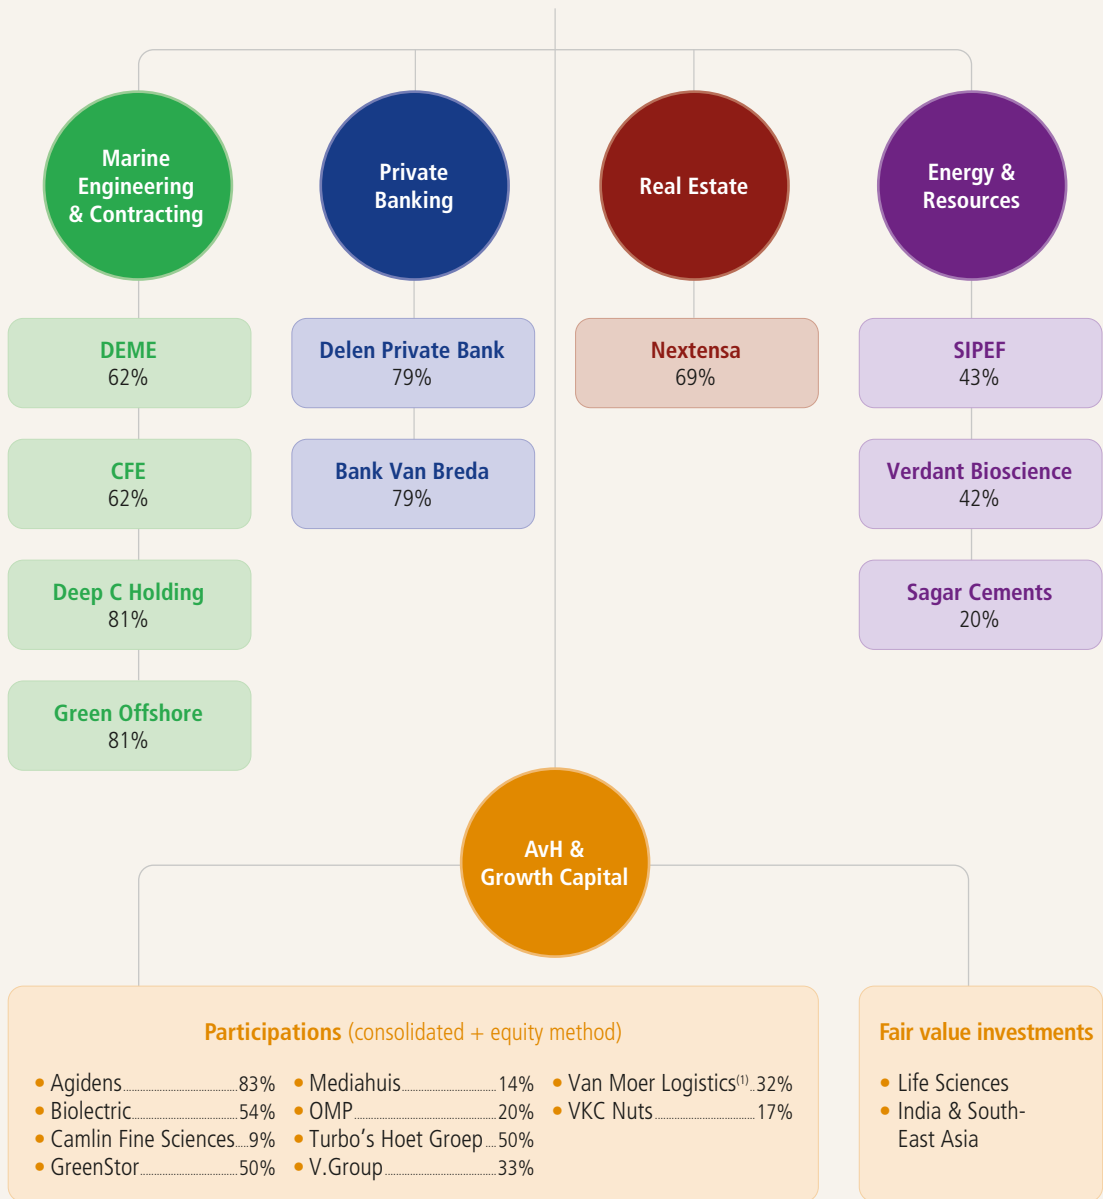 Marine
Engineering
& Contracting
Private
Banking
Real Estate
Energy &
Resources
DEME
62%
CFE
62%
Deep C Holding
81%
Green Offshore
81%
Delen Private Bank
79%
Bank Van Breda
79%
Nextensa
69%
SIPEF
43%
Verdant Bioscience
42%
Sagar Cements
20%
AvH &
Growth Capital
Participations (consolidated + equity method)
• Agidens 83%
• Biolectric 54%
• Camlin Fine Sciences 9%
• GreenStor 50%
• Mediahuis 14%
• OMP 20%
• Turbo's Hoet Groep 50%
• V.Group 33%
• Van Moer Logistics(1) 32%
• VKC Nuts 17%
Fair value investments
• Life Sciences
• India & South-
East Asia